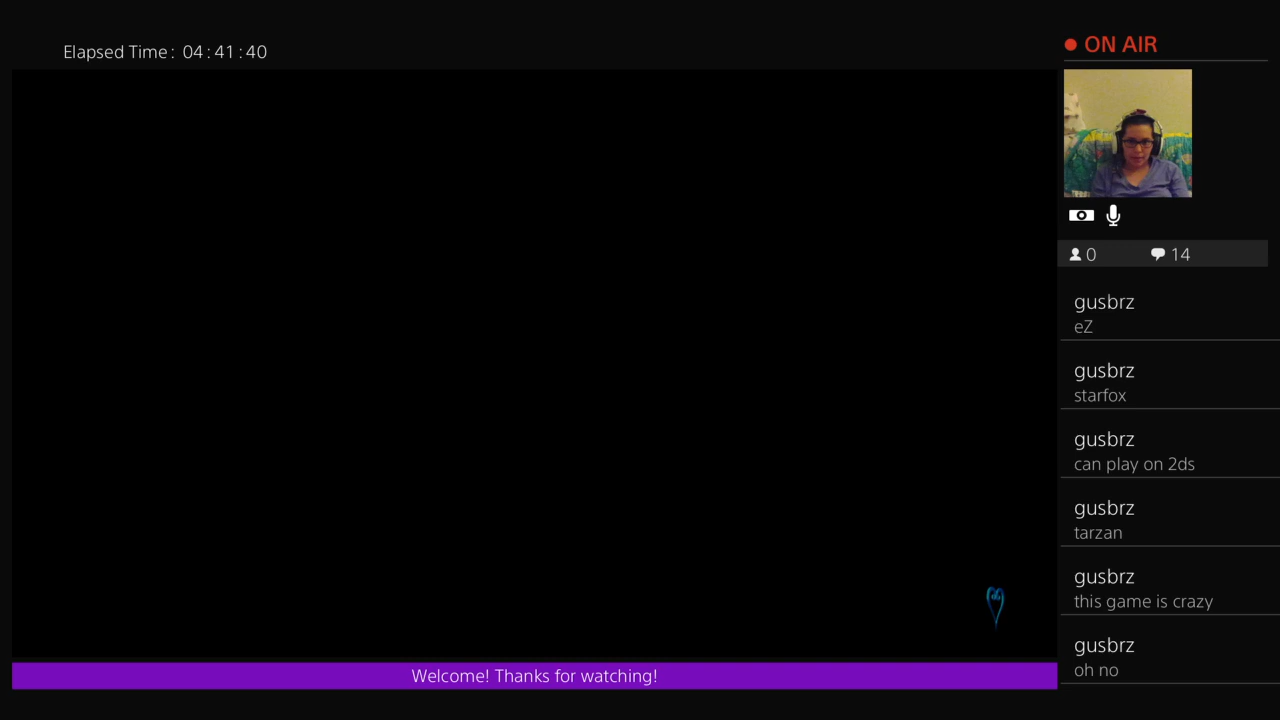 Elapsed Time: 04:41:40
ON AIR
0
14
gusbrz
eZ
gusbrz
starfox
gusbrz
can play on 2ds
gusbrz
tarzan
gusbrz
this game is crazy
gusbrz
oh no
Welcome! Thanks for watching!